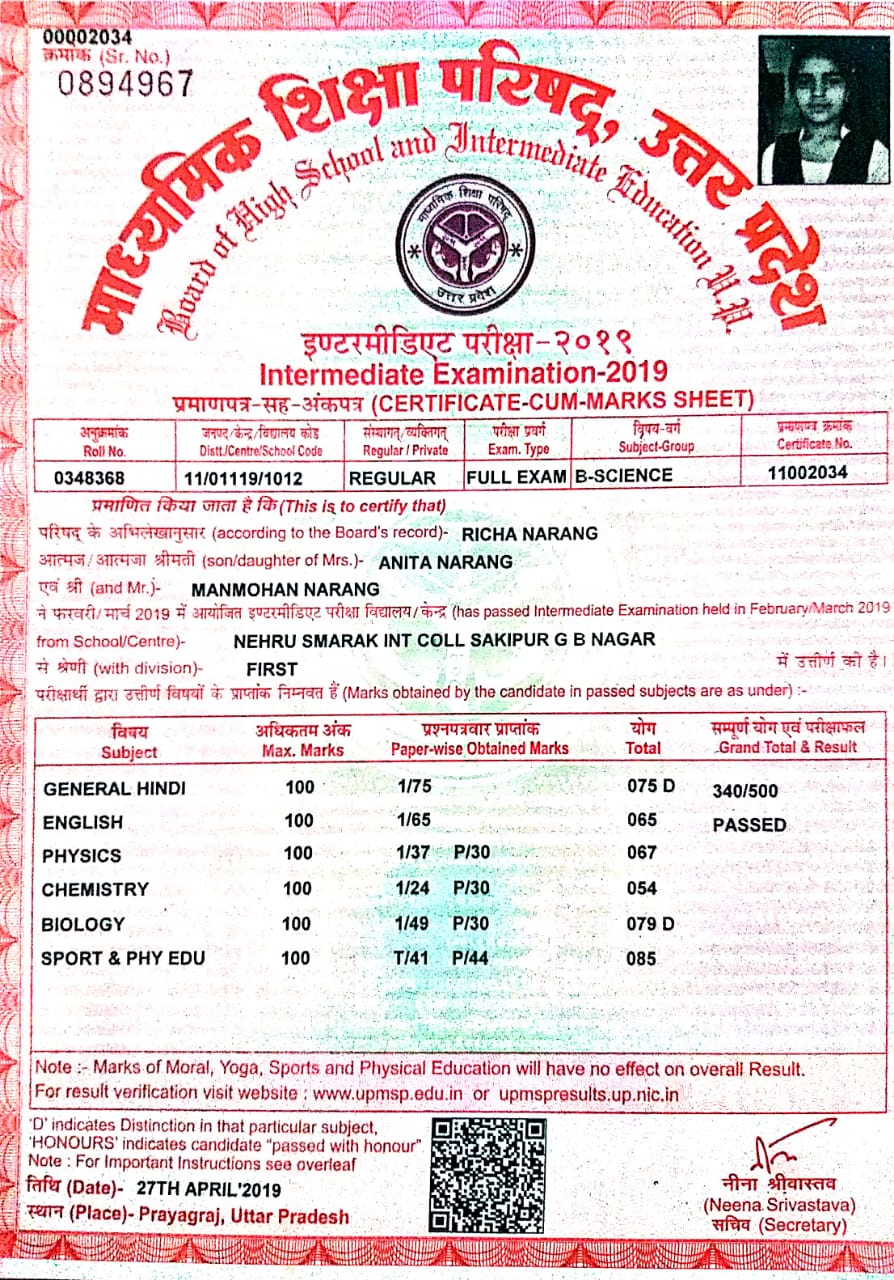 00002034
क्रमांक (Sr. No.)
0894967
माध्यमिक शिक्षा परिषद्, उत्तर प्रदेश
Board of High School and Intermediate Education U.P.
माध्यमिक शिक्षा परिषद्
उत्तर प्रदेश
इण्टरमीडिएट परीक्षा-२०१९
Intermediate Examination-2019
प्रमाणपत्र-सह-अंकपत्र (CERTIFICATE-CUM-MARKS SHEET)
अनुक्रमांक जनपद/केन्द्र/विद्यालय कोड संस्थागत/व्यक्तिगत परीक्षा प्रवर्ग विषय-वर्ग प्रमाणपत्र क्रमांक
Roll No. Distt./Centre/School Code Regular / Private Exam. Type Subject-Group Certificate No.
0348368 11/01119/1012 REGULAR FULL EXAM B-SCIENCE 11002034
प्रमाणित किया जाता है कि (This is to certify that)
परिषद के अभिलेखानुसार (according to the Board's record)- RICHA NARANG
आत्मज/आत्मजा श्रीमती (son/daughter of Mrs.)- ANITA NARANG
एवं श्री (and Mr.)- MANMOHAN NARANG
ने फरवरी/मार्च 2019 में आयोजित इण्टरमीडिएट परीक्षा विद्यालय/केन्द्र (has passed Intermediate Examination held in February/March 2019
from School/Centre)- NEHRU SMARAK INT COLL SAKIPUR G B NAGAR
से श्रेणी (with division)- FIRST में उत्तीर्ण की है।
परीक्षार्थी द्वारा उत्तीर्ण विषयों के प्राप्तांक निम्नवत हैं (Marks obtained by the candidate in passed subjects are as under) :-
विषय अधिकतम अंक प्रश्नपत्रवार प्राप्तांक योग सम्पूर्ण योग एवं परीक्षाफल
Subject Max. Marks Paper-wise Obtained Marks Total Grand Total & Result
GENERAL HINDI 100 1/75 075 D 340/500
ENGLISH 100 1/65 065 PASSED
PHYSICS 100 1/37 P/30 067
CHEMISTRY 100 1/24 P/30 054
BIOLOGY 100 1/49 P/30 079 D
SPORT & PHY EDU 100 T/41 P/44 085
Note :- Marks of Moral, Yoga, Sports and Physical Education will have no effect on overall Result.
For result verification visit website : www.upmsp.edu.in or upmspresults.up.nic.in
'D' indicates Distinction in that particular subject,
'HONOURS' indicates candidate "passed with honour"
Note : For Important Instructions see overleaf
तिथि (Date)- 27TH APRIL'2019
स्थान (Place)- Prayagraj, Uttar Pradesh
नीना श्रीवास्तव
(Neena Srivastava)
सचिव (Secretary)